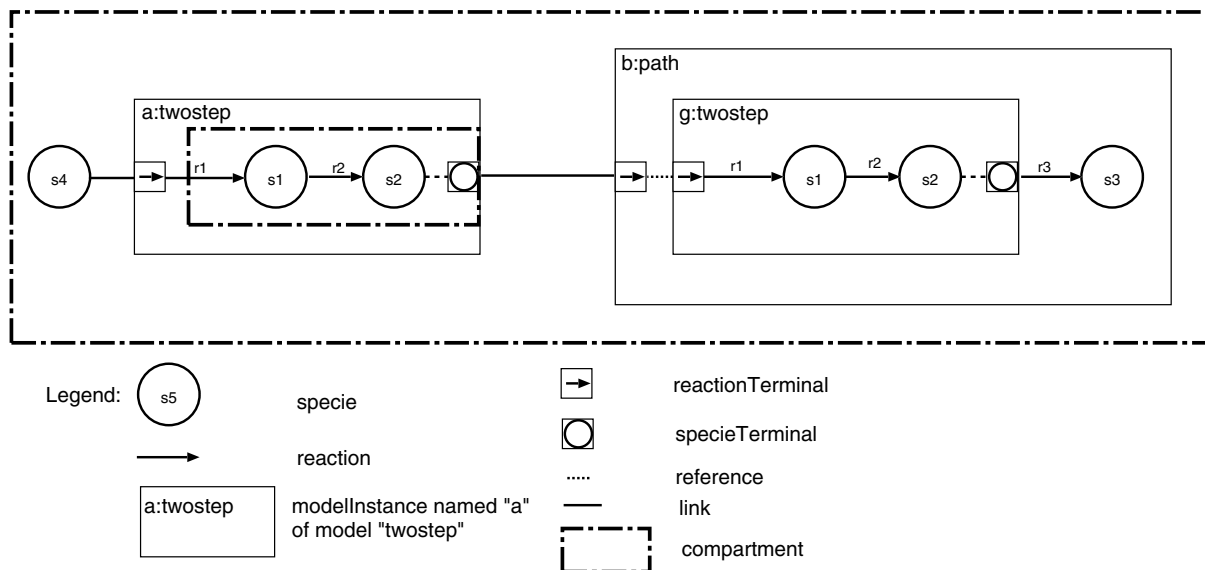 b:path
a:twostep
g:twostep
s4
r1
s1
r2
s2
r1
s1
r2
s2
r3
s3
Legend:
s5
specie
reaction
a:twostep
modelInstance named "a"
of model "twostep"
reactionTerminal
specieTerminal
reference
link
compartment